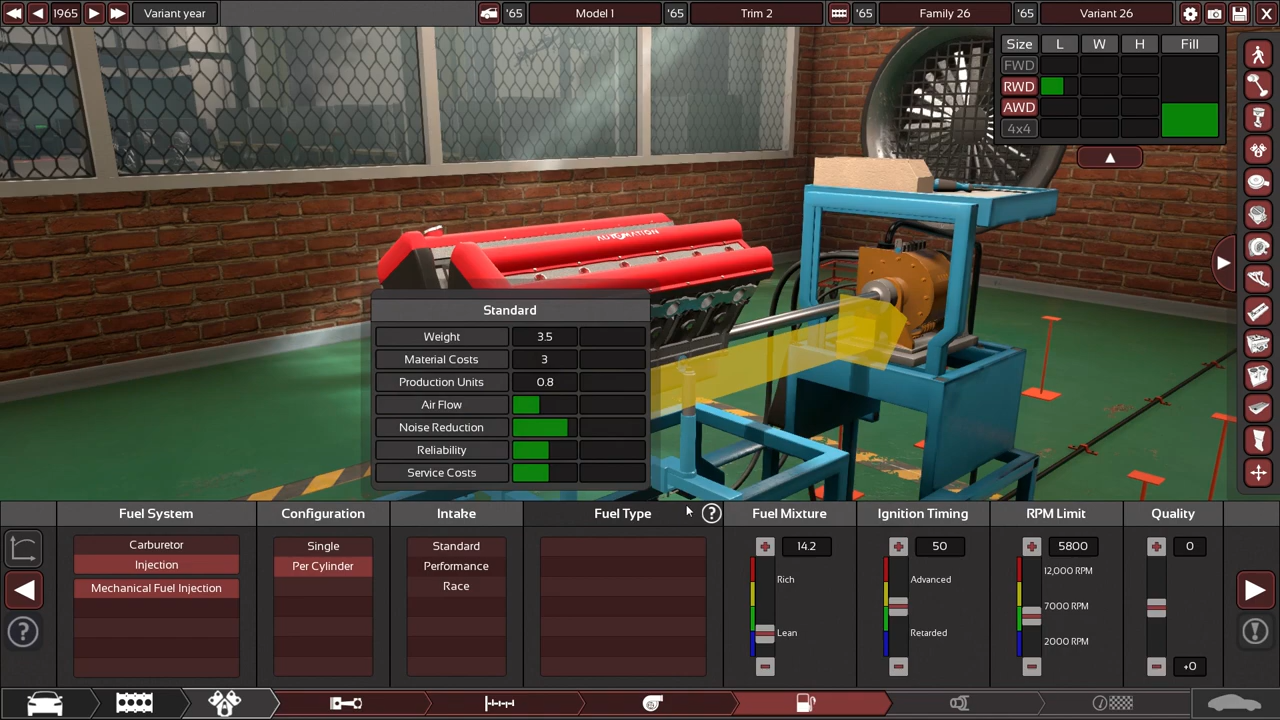 1965
Variant year
'65
Model 1
'65
Trim 2
'65
Family 26
'65
Variant 26
Size L W H Fill
FWD
RWD
AWD
4x4
AUTOMATION
Standard
Weight 3.5
Material Costs 3
Production Units 0.8
Air Flow
Noise Reduction
Reliability
Service Costs
Fuel System
Carburetor
Injection
Mechanical Fuel Injection
Configuration
Single
Per Cylinder
Intake
Standard
Performance
Race
Fuel Type
?
Fuel Mixture
14.2
Rich
Lean
Ignition Timing
50
Advanced
Retarded
RPM Limit
5800
12,000 RPM
7000 RPM
2000 RPM
Quality
0
+0